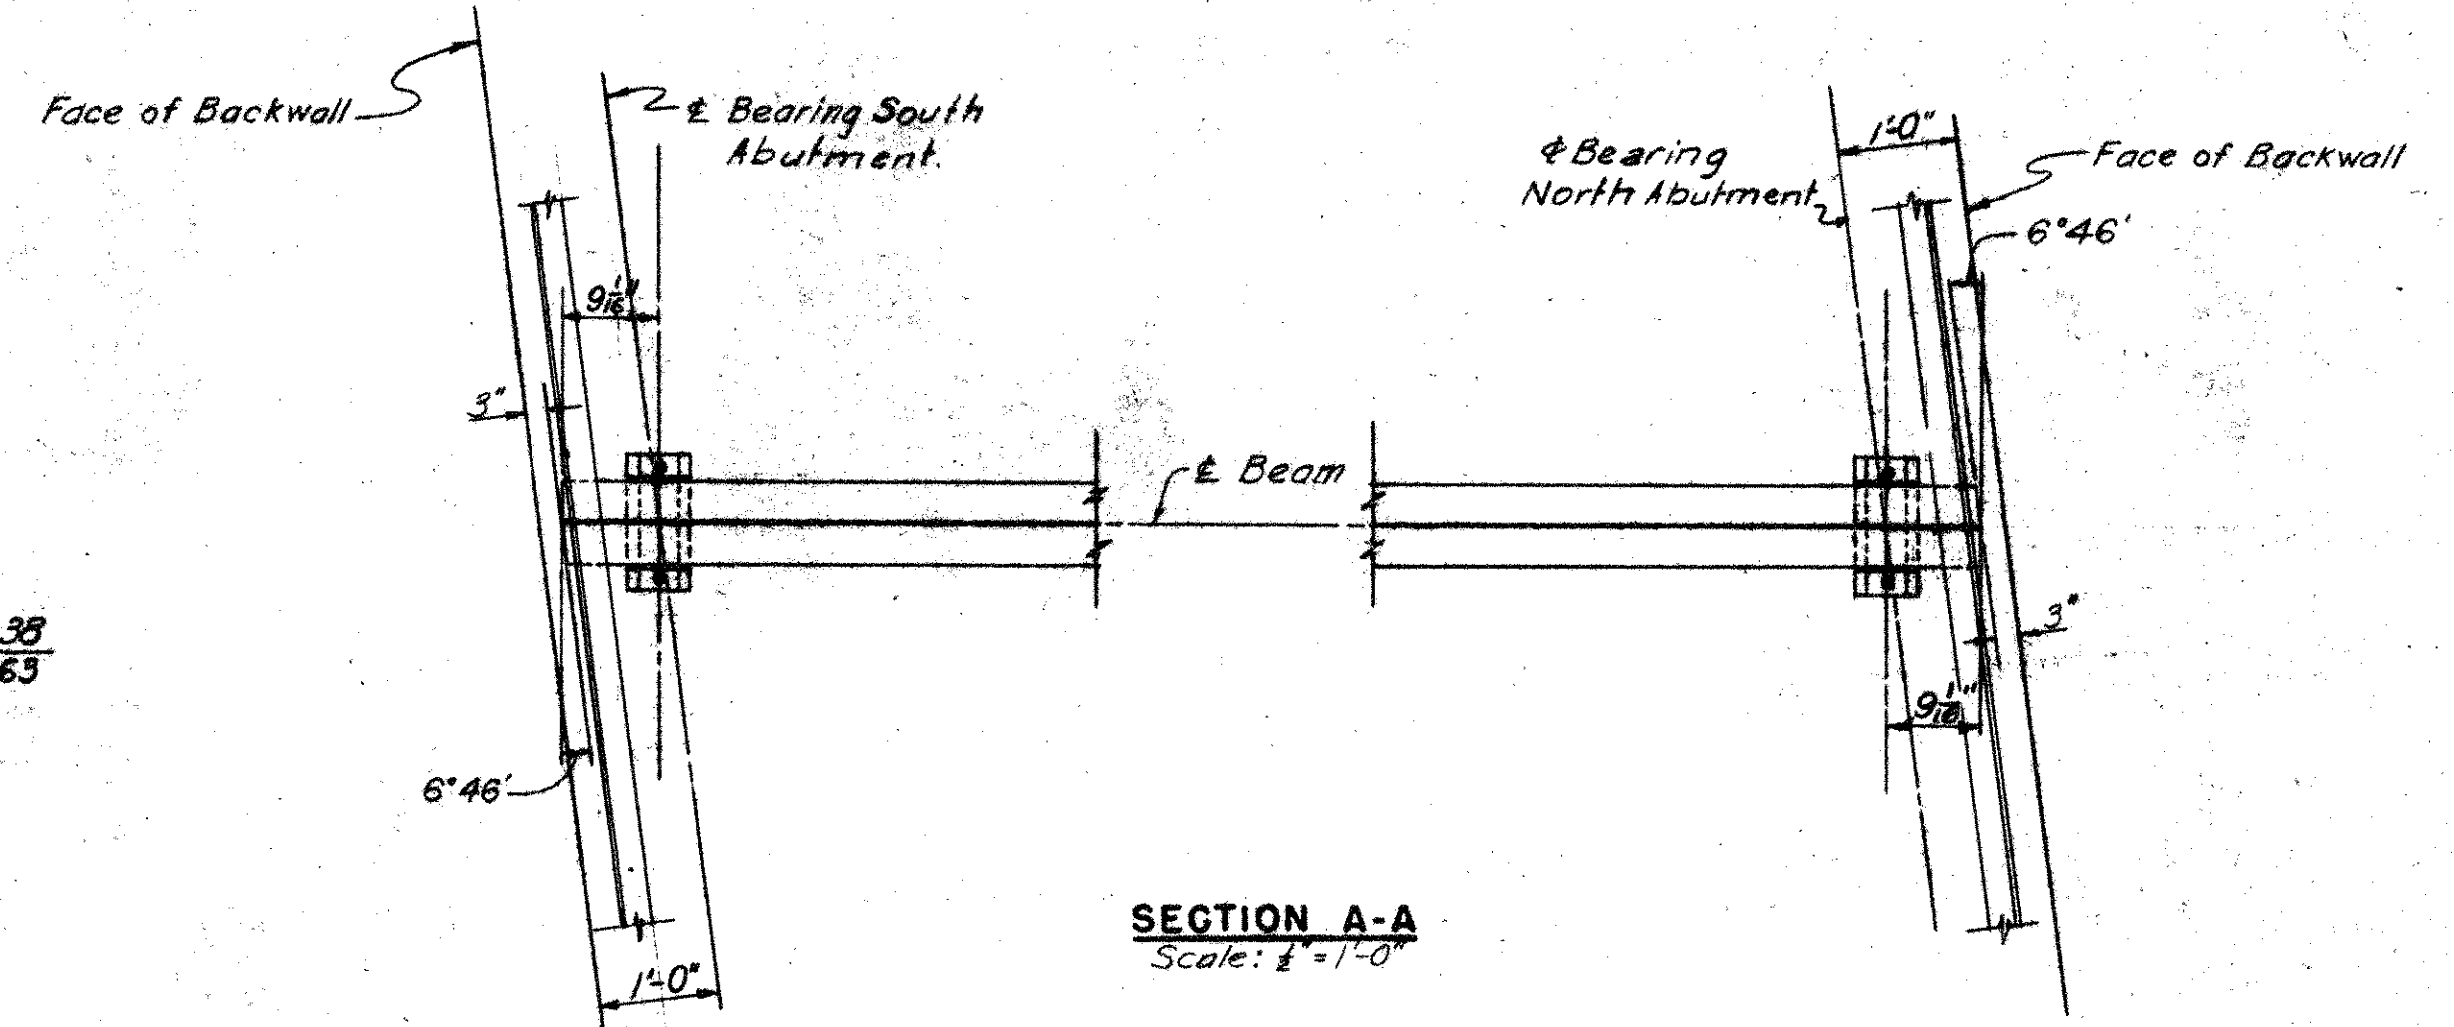 Face of Backwall
℄ Bearing South
Abutment.
1'-0"
℄ Bearing
North Abutment
Face of Backwall
6°46'
9 1/16"
3"
℄ Beam
38
63
3"
9 1/16"
6°46'
SECTION A-A
Scale: ½" = 1'-0"
1'-0"